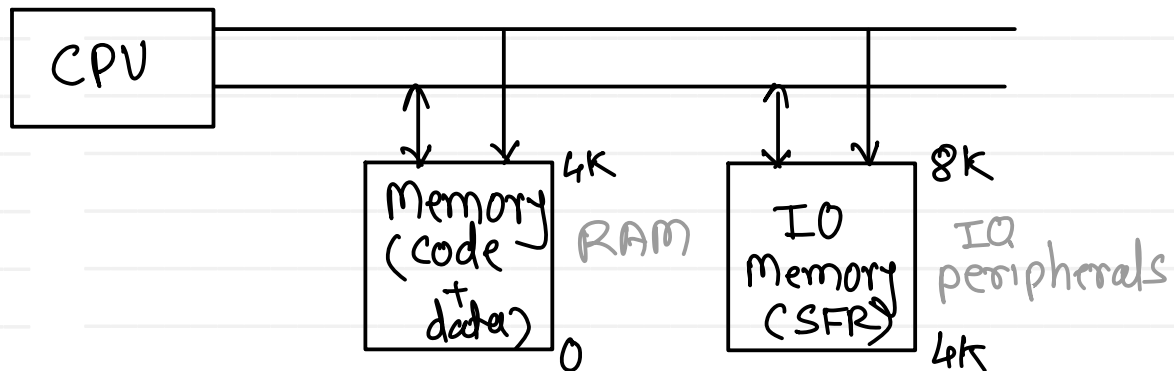 CPU
4K
Memory
(code
+
data)
0
RAM
8K
IO
Memory
(SFR)
4K
IO
peripherals